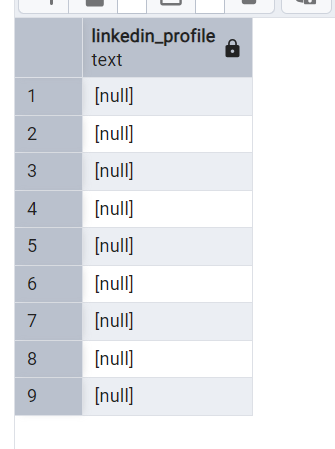 linkedin_profile
text
1 [null]
2 [null]
3 [null]
4 [null]
5 [null]
6 [null]
7 [null]
8 [null]
9 [null]